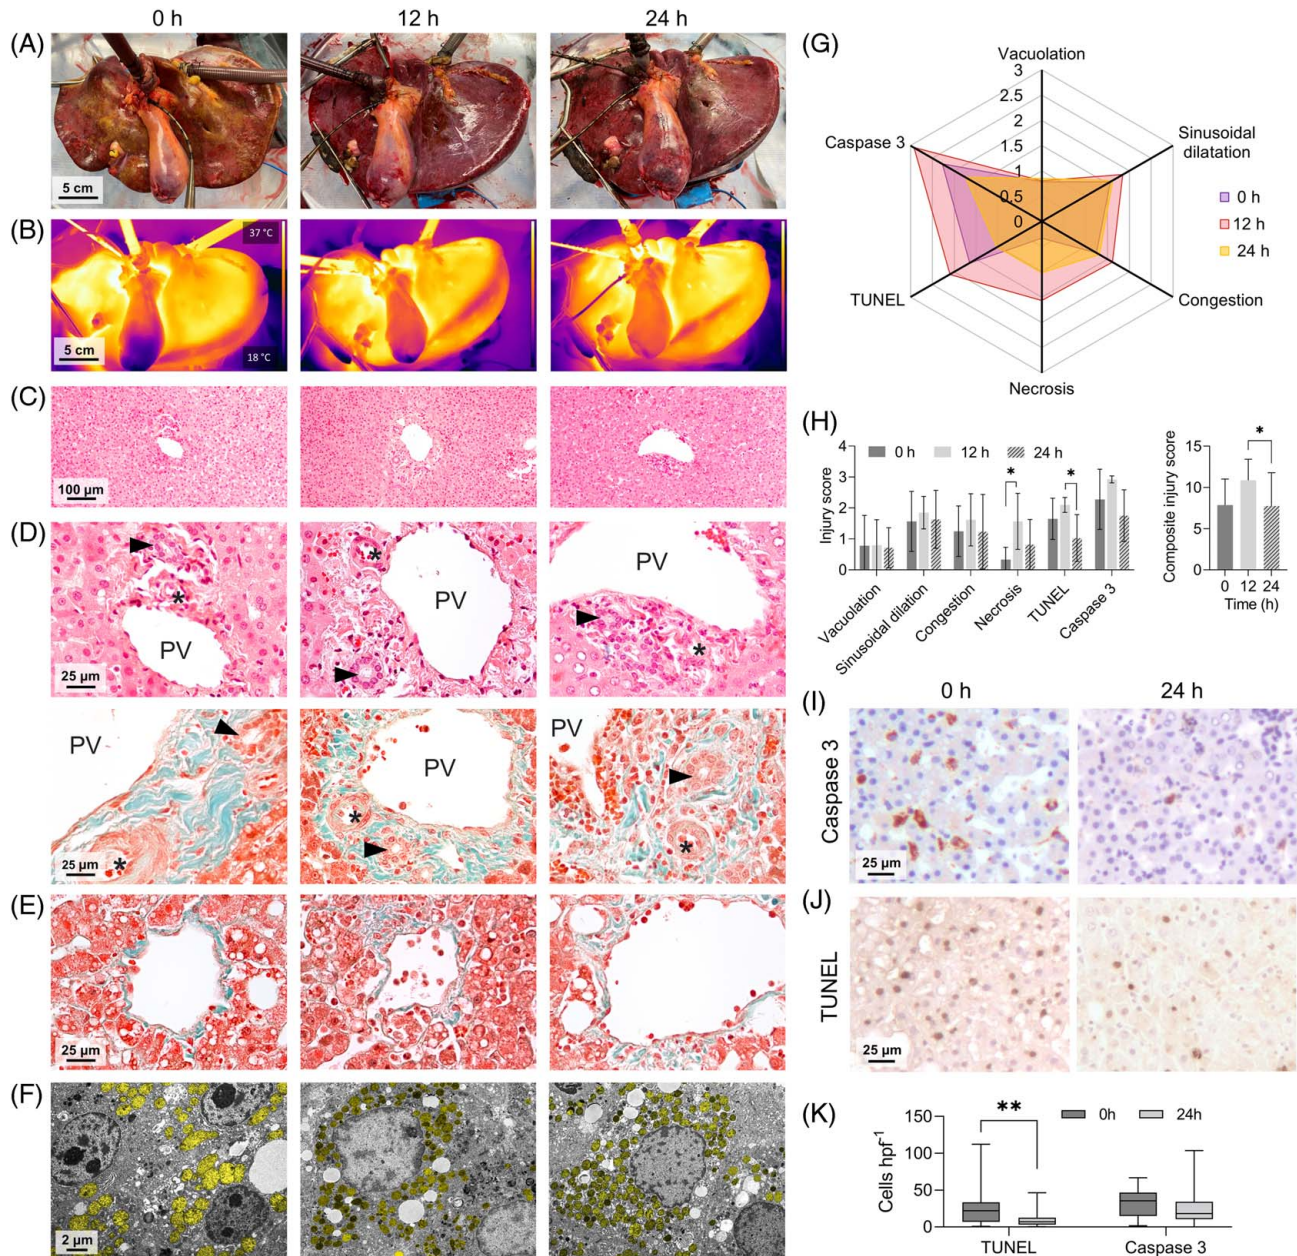 0 h 12 h 24 h
(A)
5 cm
(B)
37 °C
5 cm
18 °C
(C)
100 µm
(D)
*
*
PV
PV
PV
*
25 µm
PV
PV
PV
*
*
*
25 µm
(E)
25 µm
(F)
2 µm
(G)
Vacuolation
3
2.5
2
1.5
1
0.5
0
Caspase 3
Sinusoidal
dilatation
0 h
12 h
24 h
TUNEL
Congestion
Necrosis
(H)
Injury score
4
3
2
1
0
0 h 12 h 24 h
* *
Vacuolation
Sinusoidal dilation
Congestion
Necrosis
TUNEL
Caspase 3
Composite injury score
15
10
5
0
*
0 12 24
Time (h)
0 h 24 h
(I)
Caspase 3
25 µm
(J)
TUNEL
25 µm
(K)
Cells hpf⁻¹
150
100
50
0
**
0h 24h
TUNEL Caspase 3